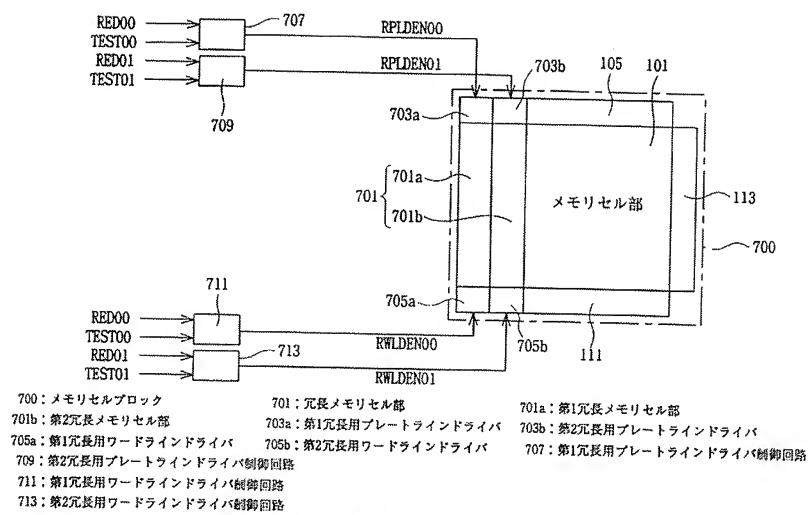 RED00
TEST00
707
RPLDEN00
RED01
TEST01
709
RPLDEN01
703b
105
101
703a
701
701a
701b
メモリセル部
113
700
705a
705b
111
RED00
TEST00
711
RWLDEN00
RED01
TEST01
713
RWLDEN01
700：メモリセルブロック
701：冗長メモリセル部
701a：第1冗長メモリセル部
701b：第2冗長メモリセル部
703a：第1冗長用プレートラインドライバ
703b：第2冗長用プレートラインドライバ
705a：第1冗長用ワードラインドライバ
705b：第2冗長用ワードラインドライバ
707：第1冗長用プレートラインドライバ制御回路
709：第2冗長用プレートラインドライバ制御回路
711：第1冗長用ワードラインドライバ制御回路
713：第2冗長用ワードラインドライバ制御回路